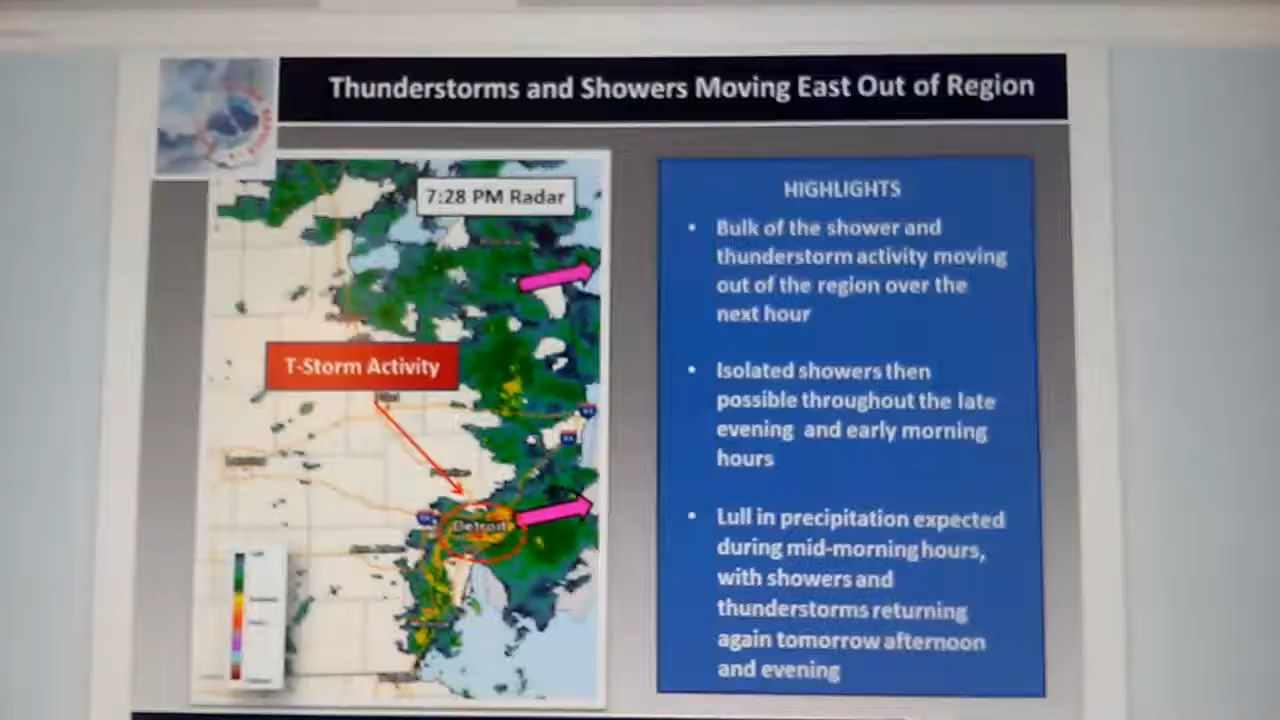 Thunderstorms and Showers Moving East Out of Region
7:28 PM Radar
T-Storm Activity
Detroit
HIGHLIGHTS
• Bulk of the shower and
thunderstorm activity moving
out of the region over the
next hour
• Isolated showers then
possible throughout the late
evening and early morning
hours
• Lull in precipitation expected
during mid-morning hours,
with showers and
thunderstorms returning
again tomorrow afternoon
and evening